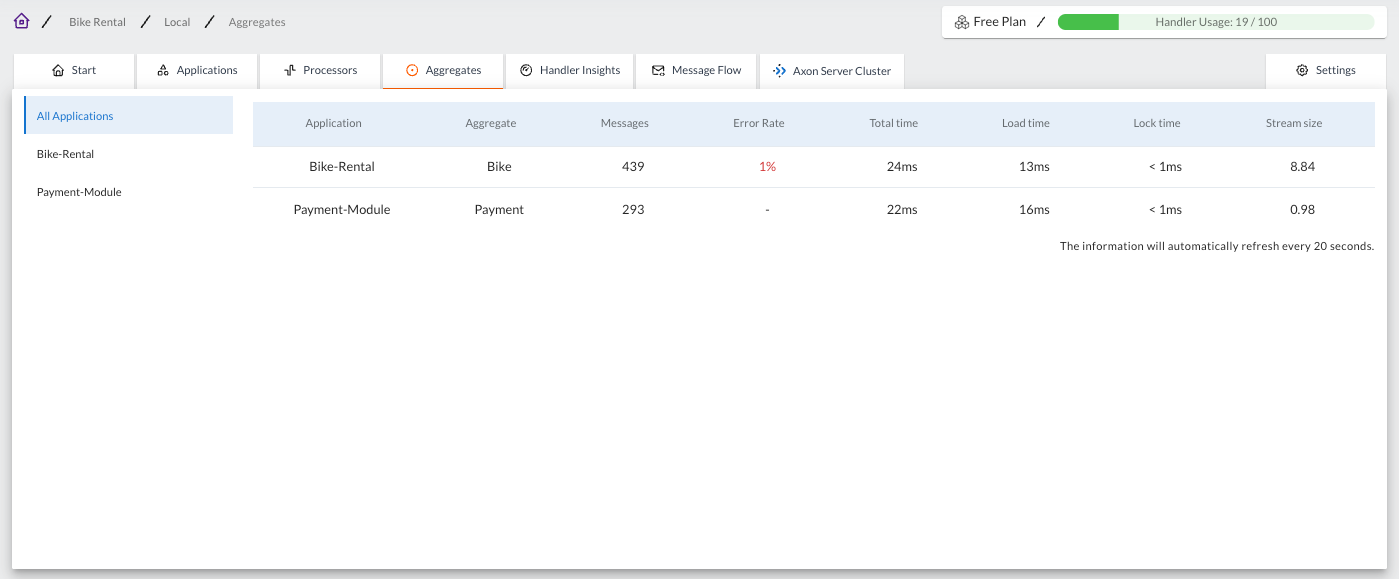 Bike Rental / Local / Aggregates
Free Plan / Handler Usage: 19 / 100
Start Applications Processors Aggregates Handler Insights Message Flow Axon Server Cluster Settings
All Applications
Bike-Rental
Payment-Module
Application Aggregate Messages Error Rate Total time Load time Lock time Stream size
Bike-Rental Bike 439 1% 24ms 13ms < 1ms 8.84
Payment-Module Payment 293 - 22ms 16ms < 1ms 0.98
The information will automatically refresh every 20 seconds.